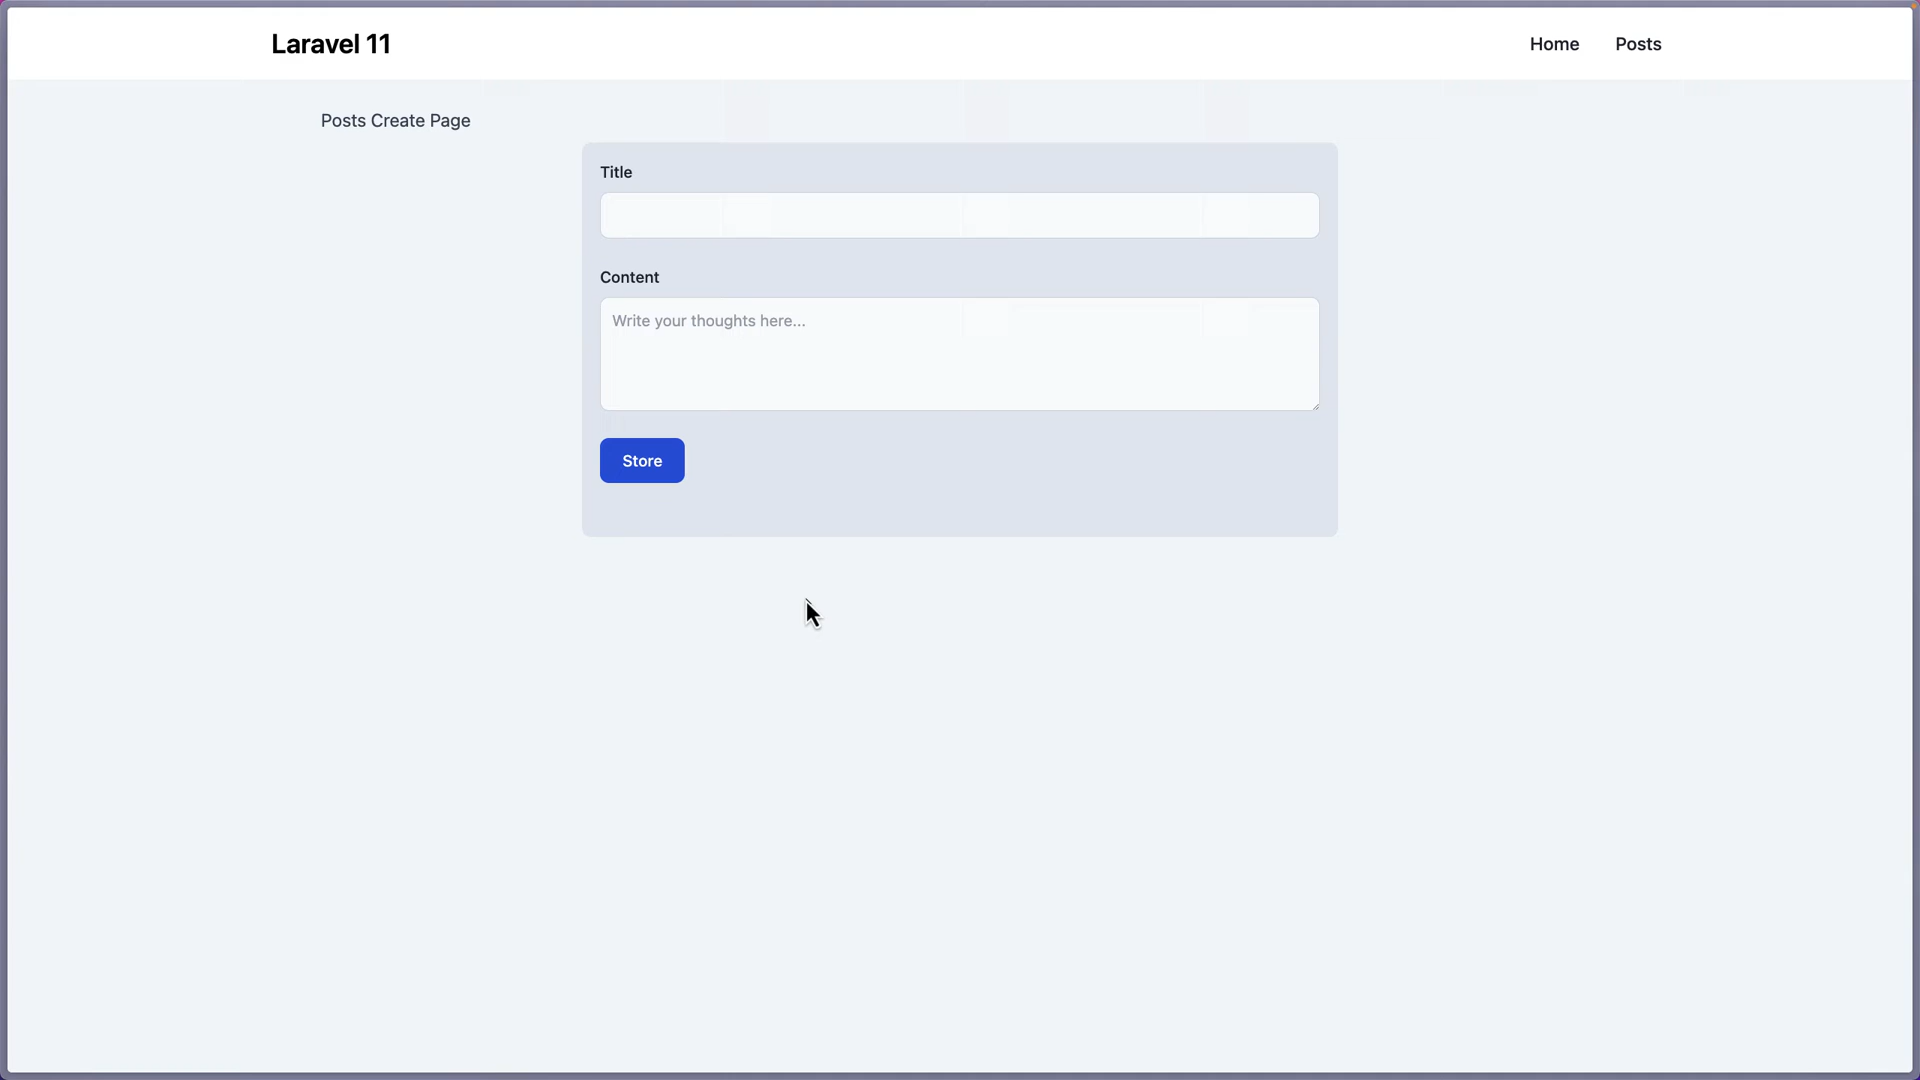 Laravel 11
Home Posts
Posts Create Page
Title
Content
Write your thoughts here...
Store